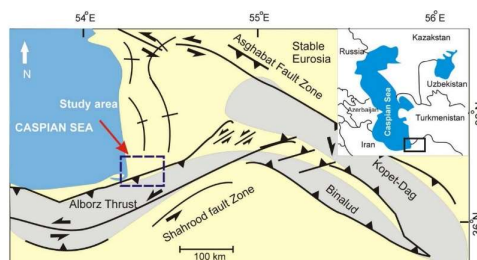 54°E
55°E
56°E
N
Study area
CASPIAN SEA
Asghabat Fault Zone
Stable
Eurosia
Kazakhstan
Russia
Uzbekistan
Caspian Sea
Azerbaijan
Turkmenistan
Iran
Alborz Thrust
Shahrood fault Zone
100 km
Binalud
Kopet-Dag